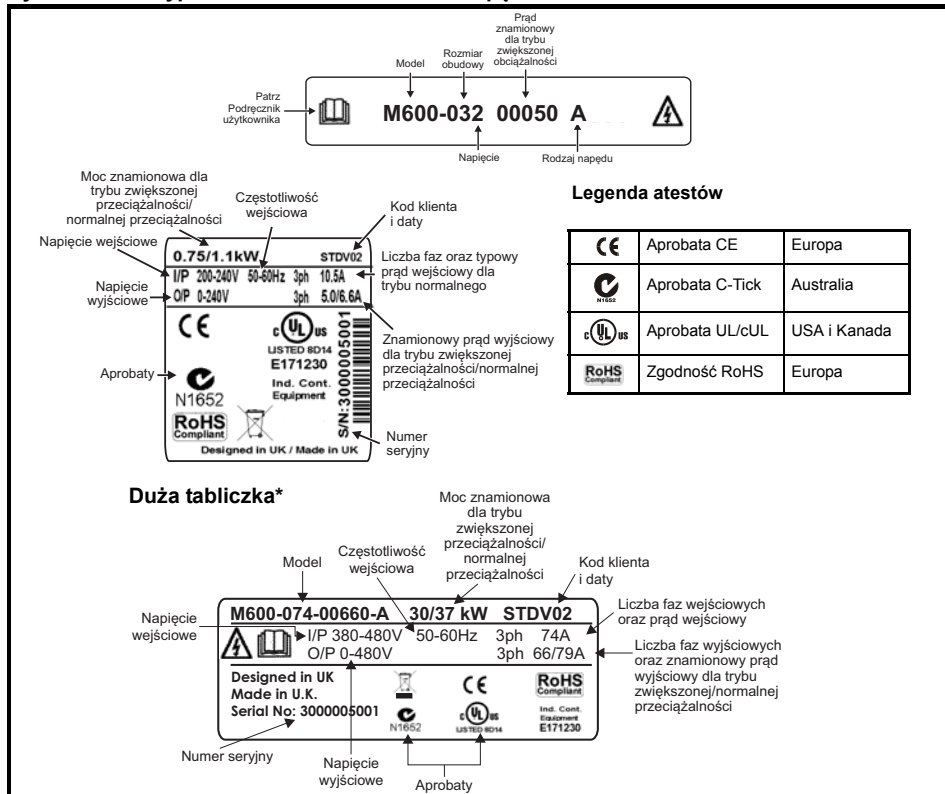 Prąd
znamionowy
dla trybu
zwiększonej
obciążalności
Rozmiar
obudowy
Model
Patrz
Podręcznik
użytkownika
M600-032 00050 A
Napięcie
Rodzaj napędu
Moc znamionowa dla
trybu zwiększonej
przeciążalności/
normalnej przeciążalności
Częstotliwość
wejściowa
Kod klienta
i daty
Napięcie wejściowe
Napięcie
wyjściowe
Aprobaty
0.75/1.1kW STDV02
I/P 200-240V 50-60Hz 3ph 10.5A
O/P 0-240V 3ph 5.0/6.6A
CE
c UL us
LISTED 8D14
E171230
Ind. Cont.
Equipment
N1652
RoHS
Compliant
S/N:3000005001
Designed in UK / Made in UK
Liczba faz oraz typowy
prąd wejściowy dla
trybu normalnego
Znamionowy prąd wyjściowy
dla trybu zwiększonej
przeciążalności/normalnej
przeciążalności
Numer
seryjny
Legenda atestów
CE Aprobata CE Europa
N1652 Aprobata C-Tick Australia
c UL us Aprobata UL/cUL USA i Kanada
RoHS Compliant Zgodność RoHS Europa
Duża tabliczka*
Model
Częstotliwość
wejściowa
Moc znamionowa
dla trybu
zwiększonej
przeciążalności/
normalnej
przeciążalności
Kod klienta
i daty
Napięcie
wejściowe
M600-074-00660-A 30/37 kW STDV02
I/P 380-480V 50-60Hz 3ph 74A
O/P 0-480V 3ph 66/79A
Designed in UK
Made in U.K.
Serial No: 3000005001
N1652
CE
c UL us
LISTED 8D14
RoHS
Compliant
Ind. Cont.
Equipment
E171230
Liczba faz wejściowych
oraz prąd wejściowy
Liczba faz wyjściowych
oraz znamionowy prąd
wyjściowy dla trybu
zwiększonej/normalnej
przeciążalności
Numer seryjny
Napięcie
wyjściowe
Aprobaty